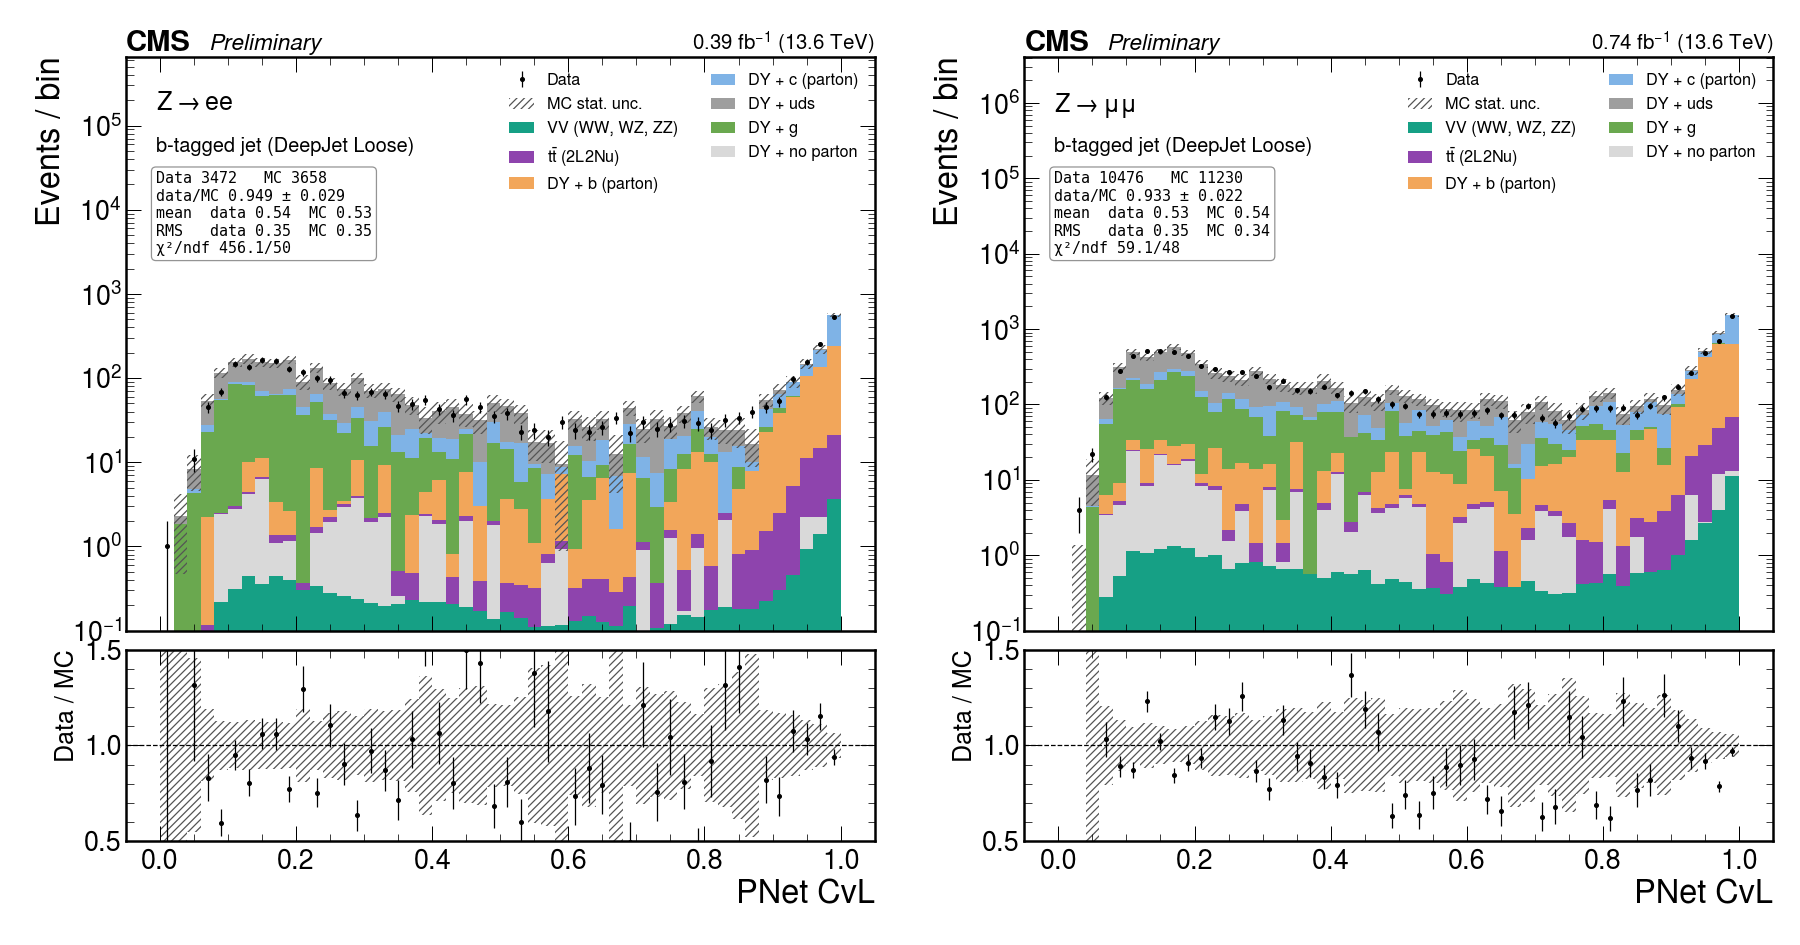 CMS Preliminary 0.39 fb⁻¹ (13.6 TeV)
Events / bin
10⁵
10⁴
10³
10²
10¹
10⁰
10⁻¹
Z → ee
b-tagged jet (DeepJet Loose)
Data 3472 MC 3658
data/MC 0.949 ± 0.029
mean data 0.54 MC 0.53
RMS data 0.35 MC 0.35
χ²/ndf 456.1/50
Data
MC stat. unc.
VV (WW, WZ, ZZ)
tt̄ (2L2Nu)
DY + b (parton)
DY + c (parton)
DY + uds
DY + g
DY + no parton
Data / MC
1.5
1.0
0.5
0.0 0.2 0.4 0.6 0.8 1.0
PNet CvL
CMS Preliminary 0.74 fb⁻¹ (13.6 TeV)
Events / bin
10⁶
10⁵
10⁴
10³
10²
10¹
10⁰
10⁻¹
Z → μμ
b-tagged jet (DeepJet Loose)
Data 10476 MC 11230
data/MC 0.933 ± 0.022
mean data 0.53 MC 0.54
RMS data 0.35 MC 0.34
χ²/ndf 59.1/48
Data
MC stat. unc.
VV (WW, WZ, ZZ)
tt̄ (2L2Nu)
DY + b (parton)
DY + c (parton)
DY + uds
DY + g
DY + no parton
Data / MC
1.5
1.0
0.5
0.0 0.2 0.4 0.6 0.8 1.0
PNet CvL